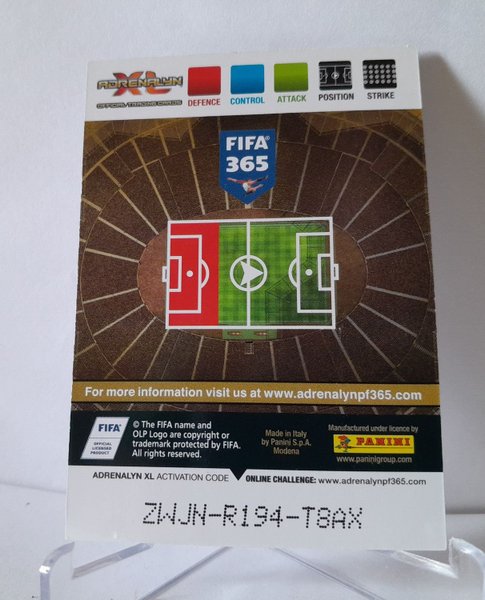 ADRENALYN
XL
OFFICIAL TRADING CARDS
DEFENCE
CONTROL
ATTACK
POSITION
STRIKE
FIFA®
365
For more information visit us at www.adrenalynpf365.com
FIFA®
OFFICIAL
LICENSED
PRODUCT
© The FIFA name and
OLP Logo are copyright or
trademark protected by FIFA.
All rights reserved.
Made in Italy
by Panini S.p.A.
Modena
Manufactured under licence by
PANINI
www.paninigroup.com
ADRENALYN XL ACTIVATION CODE
ONLINE CHALLENGE: www.adrenalynpf365.com
ZWJN-R194-T8AX